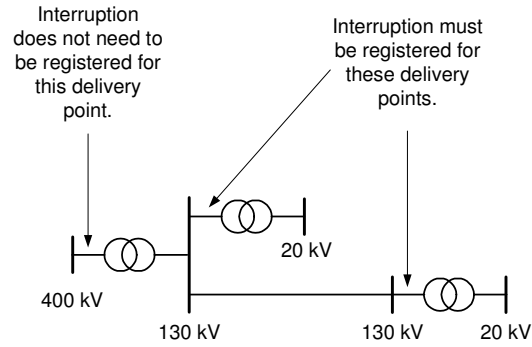 Interruption
does not need to
be registered for
this delivery
point.
Interruption must
be registered for
these delivery
points.
20 kV
400 kV
130 kV
130 kV
20 kV